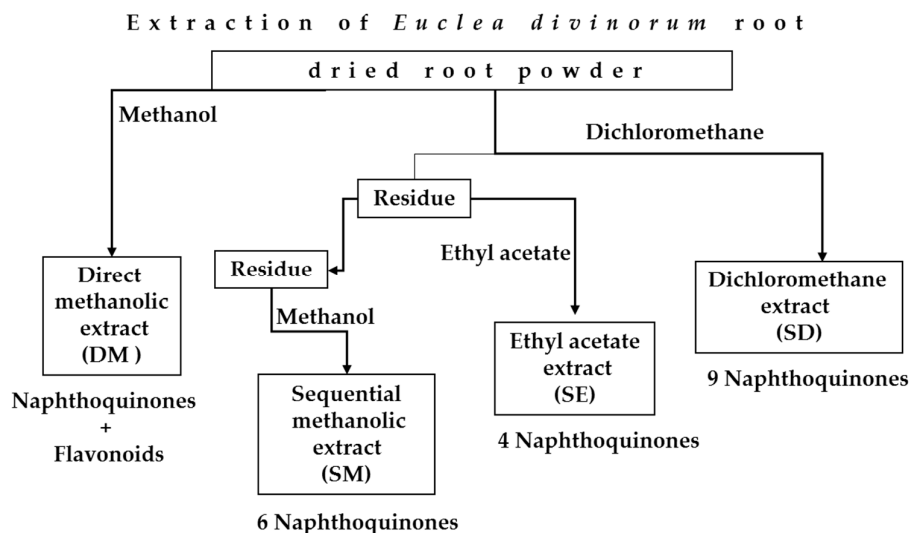 Extraction of Euclea divinorum root
dried root powder
Methanol
Dichloromethane
Residue
Residue
Ethyl acetate
Direct
methanolic
extract
(DM )
Dichloromethane
extract
(SD)
Methanol
Ethyl acetate
extract
(SE)
9 Naphthoquinones
Naphthoquinones
+
Flavonoids
Sequential
methanolic
extract
(SM)
4 Naphthoquinones
6 Naphthoquinones